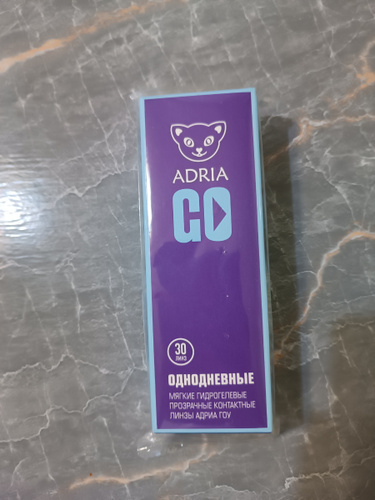 ADRIA
GO
30
ЛИНЗ
ОДНОДНЕВНЫЕ
МЯГКИЕ ГИДРОГЕЛЕВЫЕ
ПРОЗРАЧНЫЕ КОНТАКТНЫЕ
ЛИНЗЫ АДРИА ГОУ